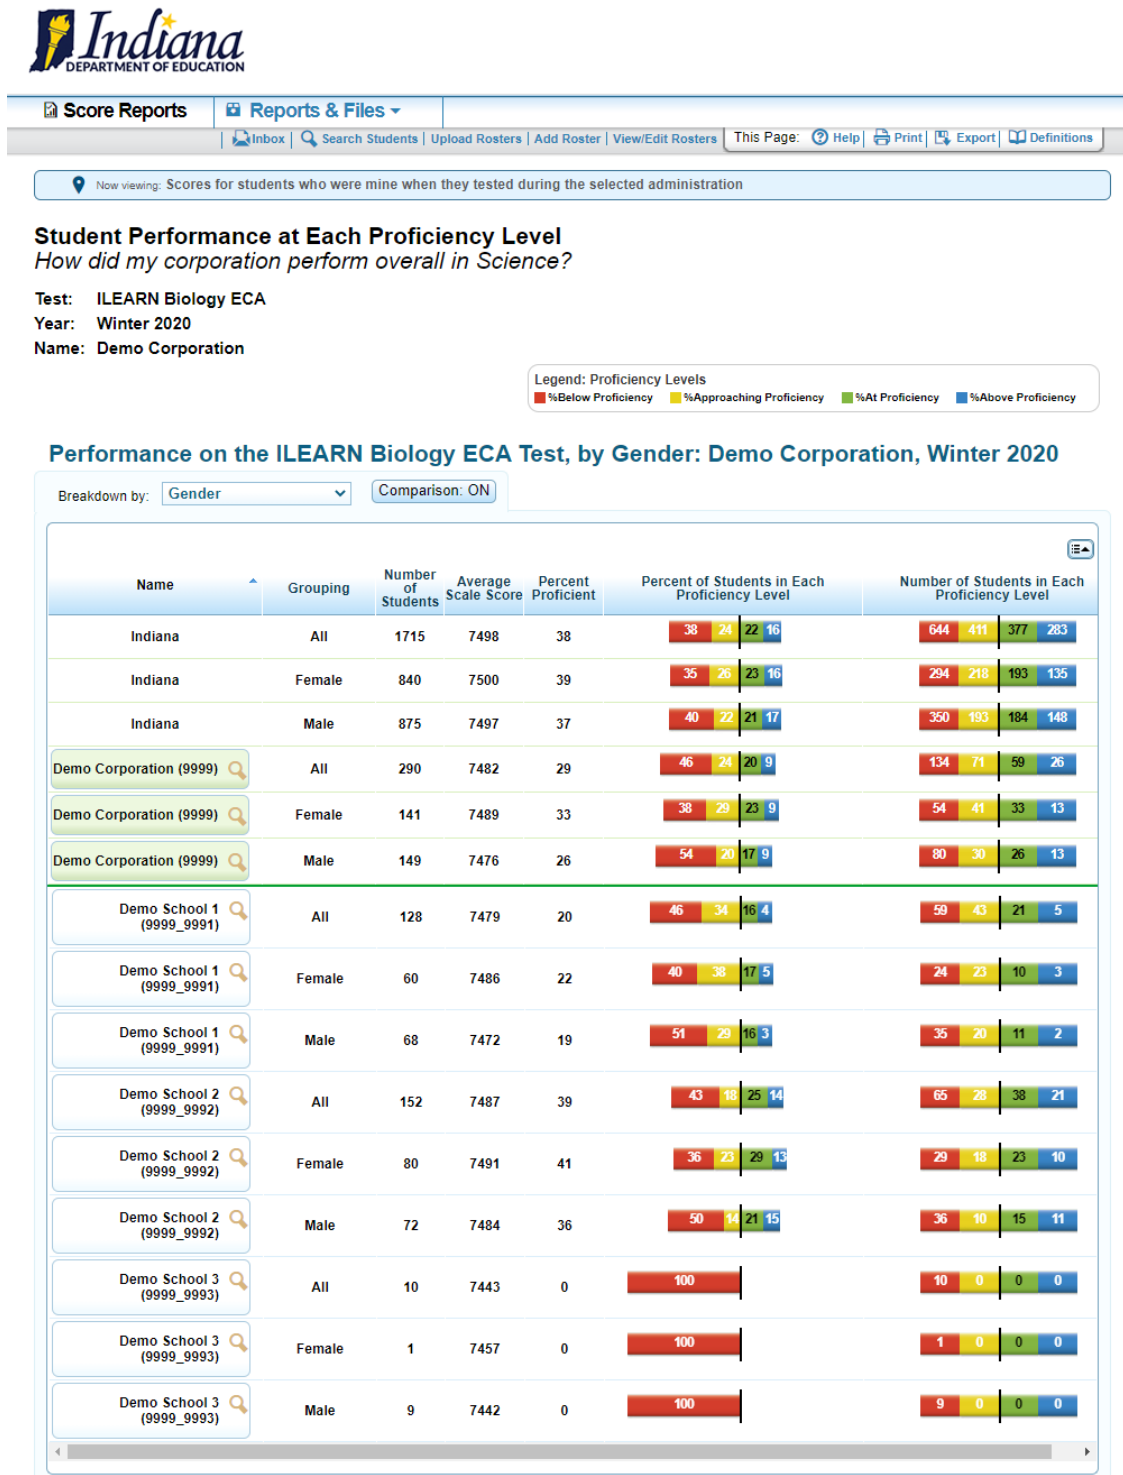 Indiana
DEPARTMENT OF EDUCATION
Score Reports Reports & Files
Inbox | Search Students | Upload Rosters | Add Roster | View/Edit Rosters This Page: Help | Print | Export | Definitions
Now viewing: Scores for students who were mine when they tested during the selected administration
Student Performance at Each Proficiency Level
How did my corporation perform overall in Science?
Test: ILEARN Biology ECA
Year: Winter 2020
Name: Demo Corporation
Legend: Proficiency Levels
%Below Proficiency %Approaching Proficiency %At Proficiency %Above Proficiency
Performance on the ILEARN Biology ECA Test, by Gender: Demo Corporation, Winter 2020
Breakdown by: Gender Comparison: ON
Name Grouping Number of Students Average Scale Score Percent Proficient Percent of Students in Each Proficiency Level Number of Students in Each Proficiency Level
Indiana All 1715 7498 38 38 24 22 16 644 411 377 283
Indiana Female 840 7500 39 35 26 23 16 294 218 193 135
Indiana Male 875 7497 37 40 22 21 17 350 193 184 148
Demo Corporation (9999) All 290 7482 29 46 24 20 9 134 71 59 26
Demo Corporation (9999) Female 141 7489 33 38 29 23 9 54 41 33 13
Demo Corporation (9999) Male 149 7476 26 54 20 17 9 80 30 26 13
Demo School 1 (9999_9991) All 128 7479 20 46 34 16 4 59 43 21 5
Demo School 1 (9999_9991) Female 60 7486 22 40 38 17 5 24 23 10 3
Demo School 1 (9999_9991) Male 68 7472 19 51 29 16 3 35 20 11 2
Demo School 2 (9999_9992) All 152 7487 39 43 18 25 14 65 28 38 21
Demo School 2 (9999_9992) Female 80 7491 41 36 23 29 13 29 18 23 10
Demo School 2 (9999_9992) Male 72 7484 36 50 14 21 15 36 10 15 11
Demo School 3 (9999_9993) All 10 7443 0 100 10 0 0 0
Demo School 3 (9999_9993) Female 1 7457 0 100 1 0 0 0
Demo School 3 (9999_9993) Male 9 7442 0 100 9 0 0 0